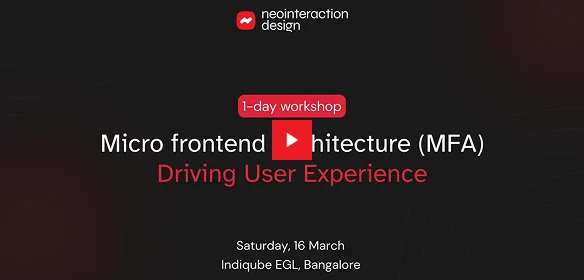 neointeraction
design
1-day workshop
Micro frontend hitecture (MFA)
Driving User Experience
Saturday, 16 March
Indiqube EGL, Bangalore